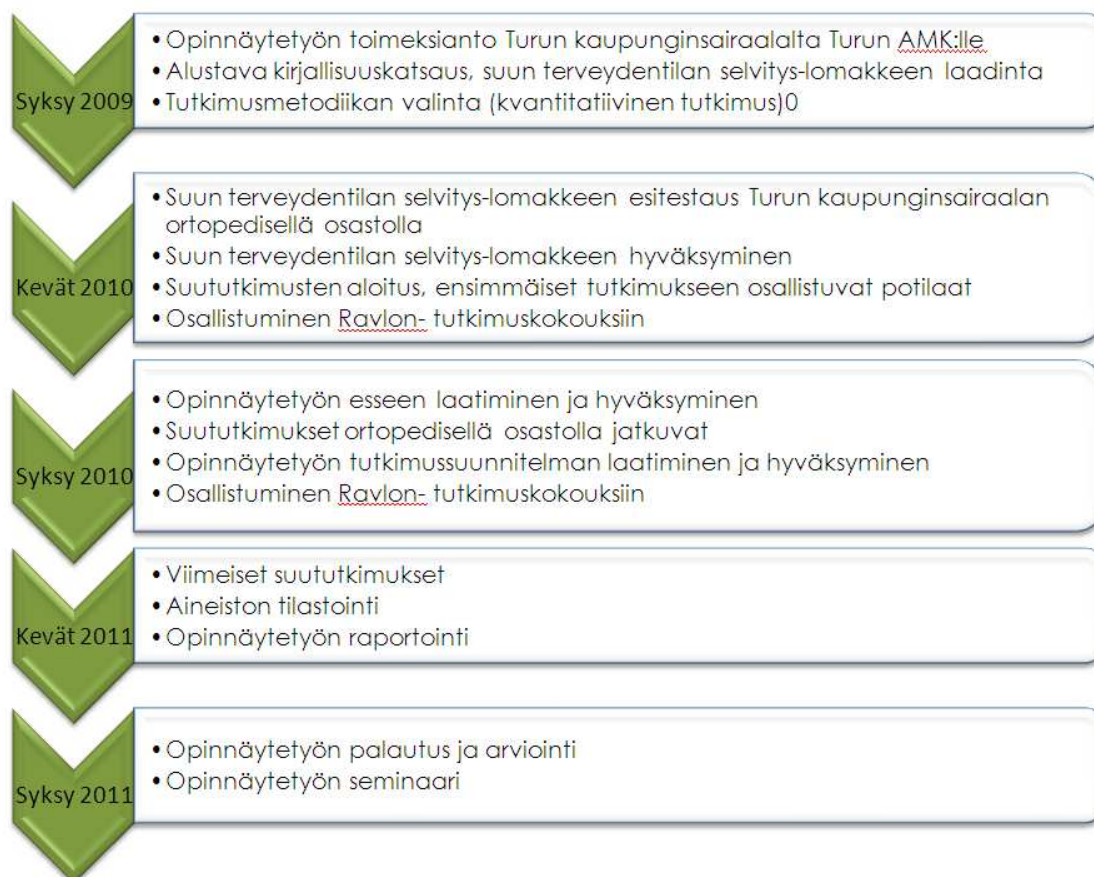 Syksy 2009
• Opinnäytetyön toimeksianto Turun kaupunginsairaalalta Turun AMK:lle
• Alustava kirjallisuuskatsaus, suun terveydentilan selvitys-lomakkeen laadinta
• Tutkimusmetodiikan valinta (kvantitatiivinen tutkimus)0
Kevät 2010
• Suun terveydentilan selvitys-lomakkeen esitestaus Turun kaupunginsairaalan
ortopedisellä osastolla
• Suun terveydentilan selvitys-lomakkeen hyväksyminen
• Suututkimusten aloitus, ensimmäiset tutkimukseen osallistuvat potilaat
• Osallistuminen Ravlon- tutkimuskokouksiin
Syksy 2010
• Opinnäytetyön esseen laatiminen ja hyväksyminen
• Suututkimukset ortopedisellä osastolla jatkuvat
• Opinnäytetyön tutkimussuunnitelman laatiminen ja hyväksyminen
• Osallistuminen Ravlon- tutkimuskokouksiin
Kevät 2011
• Viimeiset suututkimukset
• Aineiston tilastointi
• Opinnäytetyön raportointi
Syksy 2011
• Opinnäytetyön palautus ja arviointi
• Opinnäytetyön seminaari